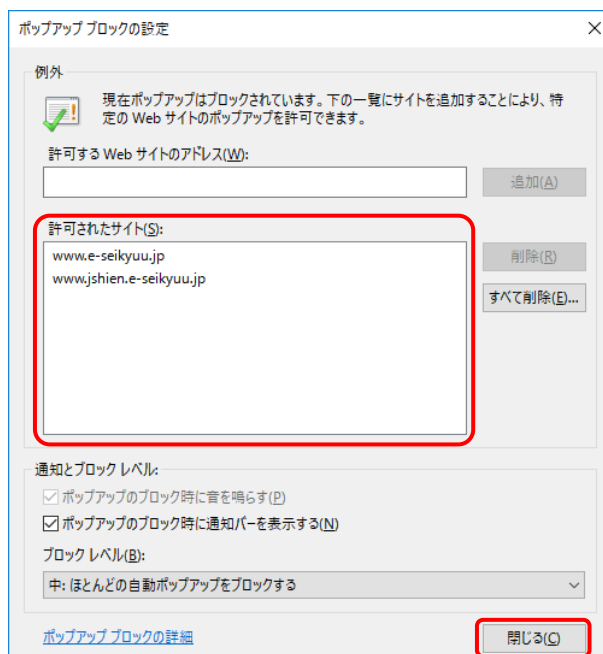 ポップアップ ブロックの設定
例外
現在ポップアップはブロックされています。下の一覧にサイトを追加することにより、特
定の Web サイトのポップアップを許可できます。
許可する Web サイトのアドレス(W):
追加(A)
許可されたサイト(S):
www.e-seikyuu.jp
www.jshien.e-seikyuu.jp
削除(R)
すべて削除(E)...
通知とブロック レベル:
ポップアップのブロック時に音を鳴らす(P)
ポップアップのブロック時に通知バーを表示する(N)
ブロック レベル(B):
中: ほとんどの自動ポップアップをブロックする
ポップアップ ブロックの詳細
閉じる(C)